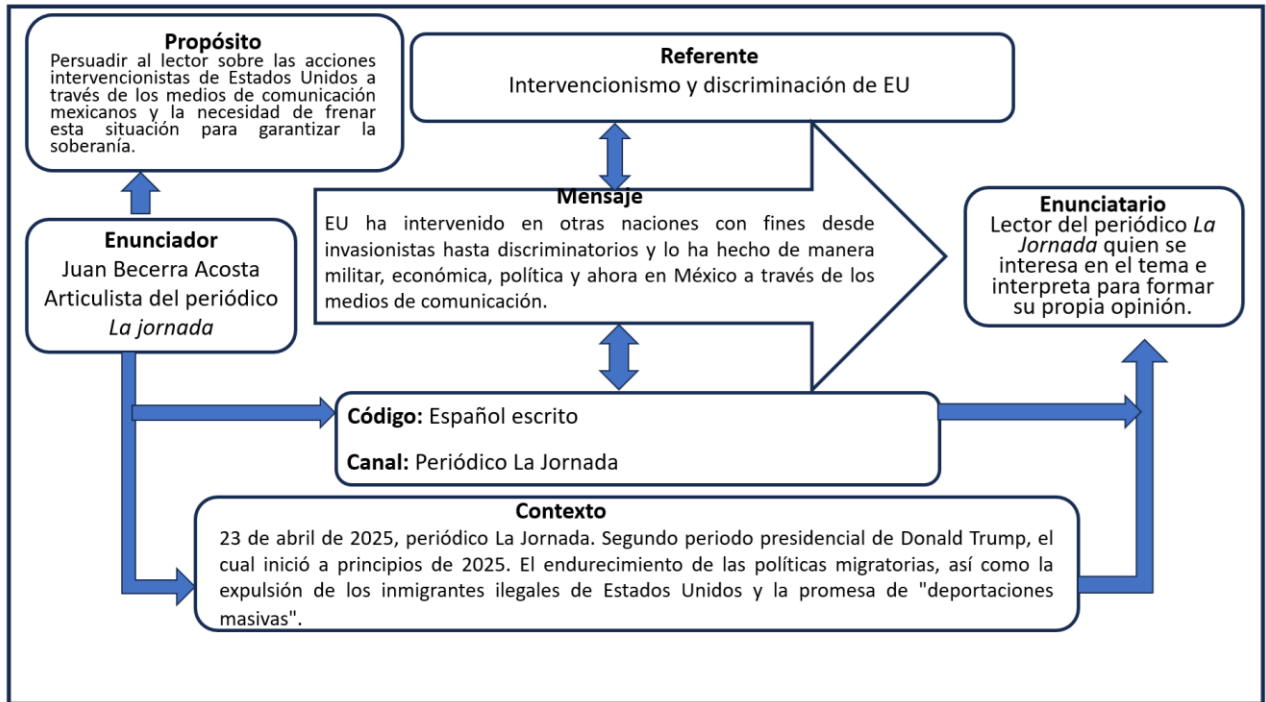 Propósito
Persuadir al lector sobre las acciones
intervencionistas de Estados Unidos a
través de los medios de comunicación
mexicanos y la necesidad de frenar
esta situación para garantizar la
soberanía.
Referente
Intervencionismo y discriminación de EU
Enunciador
Juan Becerra Acosta
Articulista del periódico
La jornada
Mensaje
EU ha intervenido en otras naciones con fines desde
invasionistas hasta discriminatorios y lo ha hecho de manera
militar, económica, política y ahora en México a través de los
medios de comunicación.
Enunciatario
Lector del periódico La
Jornada quien se
interesa en el tema e
interpreta para formar
su propia opinión.
Código: Español escrito
Canal: Periódico La Jornada
Contexto
23 de abril de 2025, periódico La Jornada. Segundo periodo presidencial de Donald Trump, el
cual inició a principios de 2025. El endurecimiento de las políticas migratorias, así como la
expulsión de los inmigrantes ilegales de Estados Unidos y la promesa de "deportaciones
masivas".